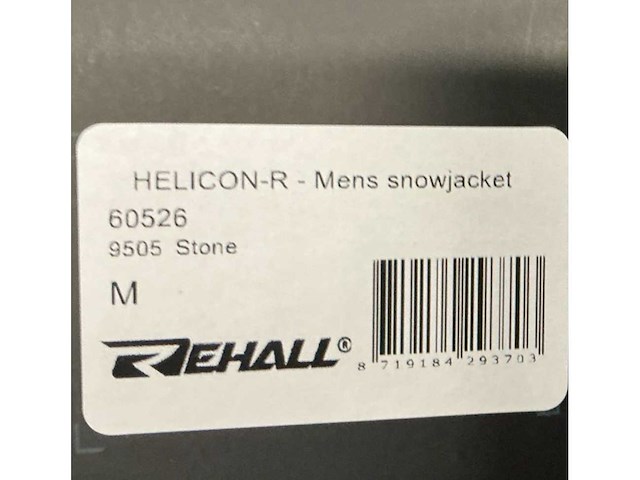 HELICON-R - Mens snowjacket
60526
9505 Stone
M
REHALL®
8 719184 293703